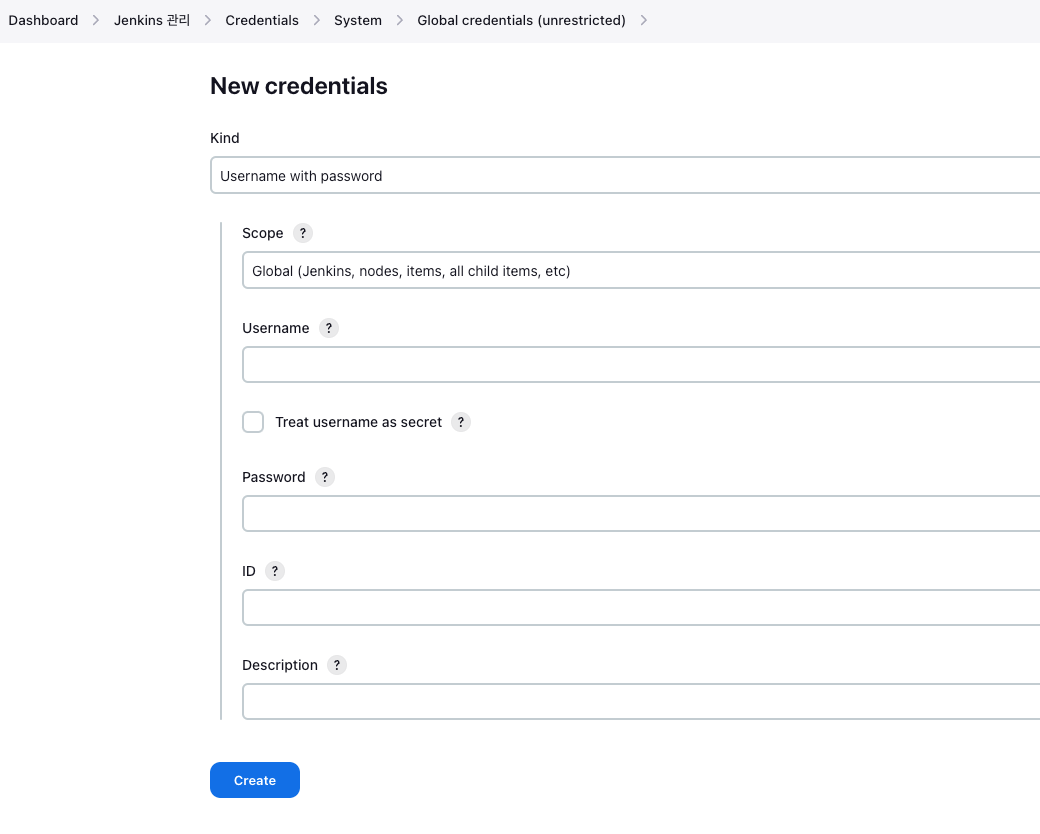 Dashboard > Jenkins 관리 > Credentials > System > Global credentials (unrestricted) >
New credentials
Kind
Username with password
Scope ?
Global (Jenkins, nodes, items, all child items, etc)
Username ?
Treat username as secret ?
Password ?
ID ?
Description ?
Create